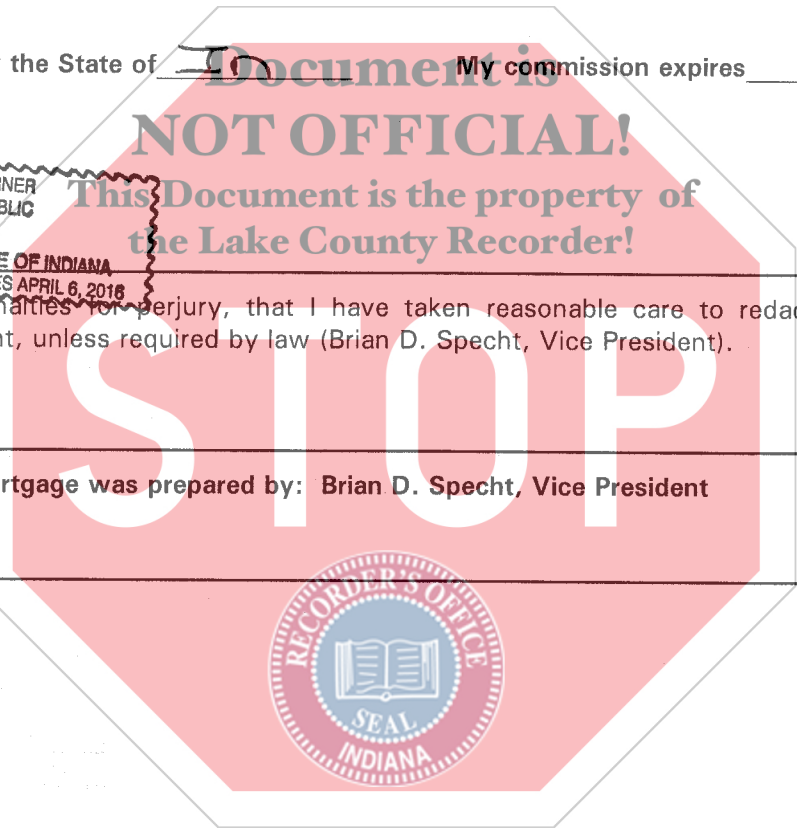 the State of In My commission expires
Document is
NOT OFFICIAL!
This Document is the property of
the Lake County Recorder!
RNER
BLIC
E OF INDIANA
ES APRIL 6, 2016
nalties for perjury, that I have taken reasonable care to redac
nt, unless required by law (Brian D. Specht, Vice President).
STOP
rtgage was prepared by: Brian D. Specht, Vice President
RECORDER'S OFFICE
SEAL
INDIANA